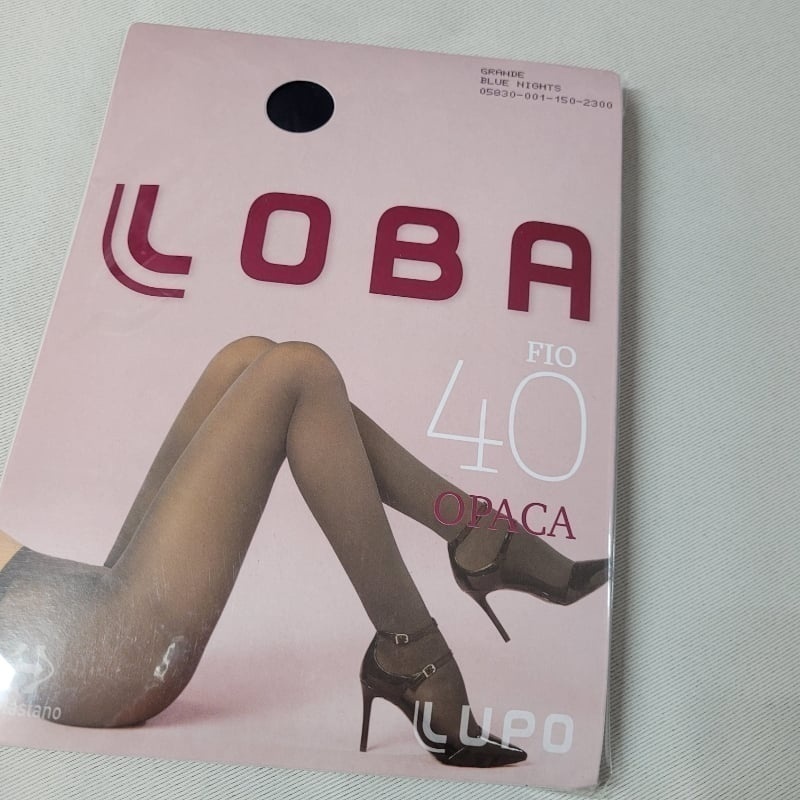 GRANDE
BLUE NIGHTS
05830-001-150-2300
LOBA
FIO
40
OPACA
LUPO